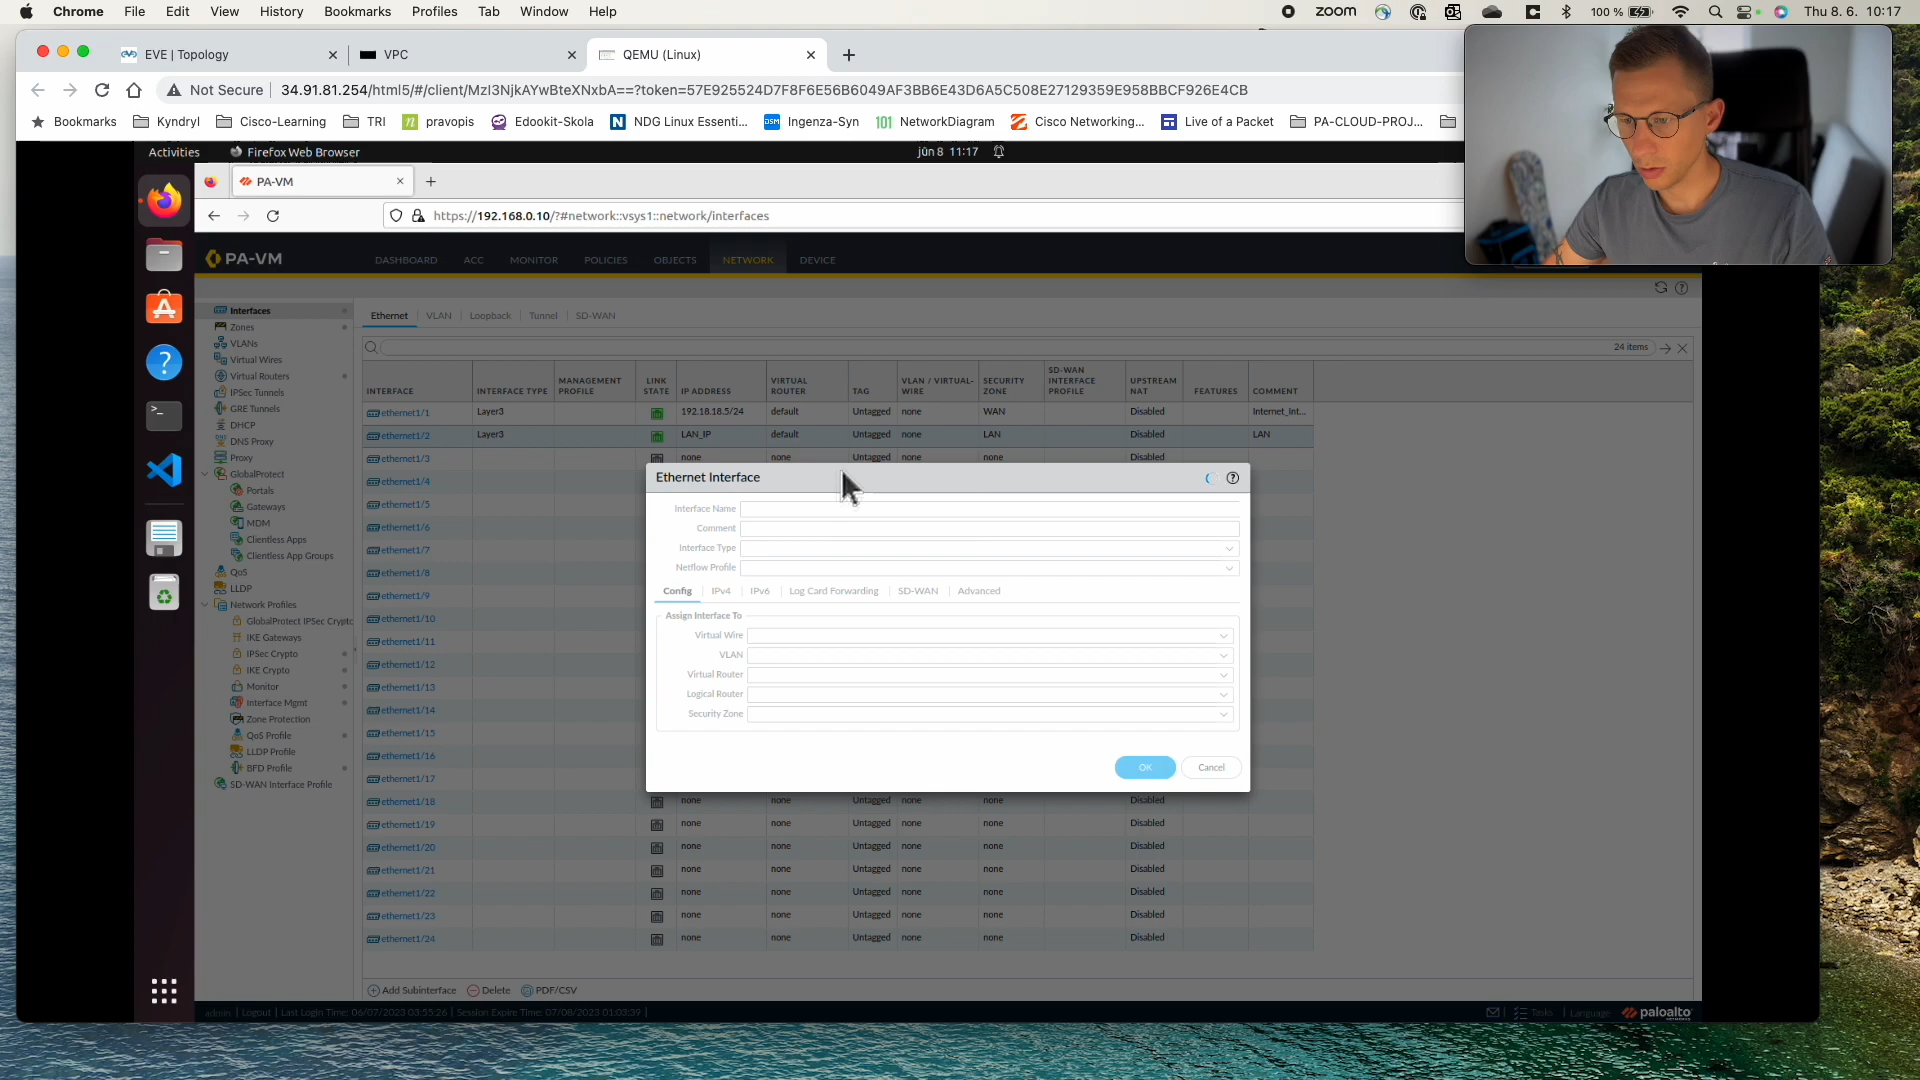 Chrome File Edit View History Bookmarks Profiles Tab Window Help zoom 100 % Thu 8. 6. 10:17
EVE | Topology VPC QEMU (Linux)
Not Secure 34.91.81.254/html5/#/client/MzI3NjkAYwBteXNxbA==?token=57E925524D7F8F6E56B6049AF3BB6E43D6A5C508E27129359E958BBCF926E4CB
Bookmarks Kyndryl Cisco-Learning TRI pravopis Edookit-Skola NDG Linux Essenti... Ingenza-Syn NetworkDiagram Cisco Networking... Live of a Packet PA-CLOUD-PROJ...
Activities Firefox Web Browser jún 8 11:17
PA-VM
https://192.168.0.10/?#network::vsys1::network/interfaces
PA-VM DASHBOARD ACC MONITOR POLICIES OBJECTS NETWORK DEVICE
Interfaces
Zones
VLANs
Virtual Wires
Virtual Routers
IPSec Tunnels
GRE Tunnels
DHCP
DNS Proxy
Proxy
GlobalProtect
Portals
Gateways
MDM
Clientless Apps
Clientless App Groups
QoS
LLDP
Network Profiles
GlobalProtect IPSec Crypto
IKE Gateways
IPSec Crypto
IKE Crypto
Monitor
Interface Mgmt
Zone Protection
QoS Profile
LLDP Profile
BFD Profile
SD-WAN Interface Profile
Ethernet VLAN Loopback Tunnel SD-WAN
24 items
INTERFACE INTERFACE TYPE MANAGEMENT PROFILE LINK STATE IP ADDRESS VIRTUAL ROUTER TAG VLAN / VIRTUAL-WIRE SECURITY ZONE SD-WAN INTERFACE PROFILE UPSTREAM NAT FEATURES COMMENT
ethernet1/1 Layer3 192.18.18.5/24 default Untagged none WAN Disabled Internet_Int...
ethernet1/2 Layer3 LAN_IP default Untagged none LAN Disabled LAN
ethernet1/3 none none Untagged none none Disabled
ethernet1/4
ethernet1/5
ethernet1/6
ethernet1/7
ethernet1/8
ethernet1/9
ethernet1/10
ethernet1/11
ethernet1/12
ethernet1/13
ethernet1/14
ethernet1/15
ethernet1/16
ethernet1/17
ethernet1/18 none none Untagged none none Disabled
ethernet1/19 none none Untagged none none Disabled
ethernet1/20 none none Untagged none none Disabled
ethernet1/21 none none Untagged none none Disabled
ethernet1/22 none none Untagged none none Disabled
ethernet1/23 none none Untagged none none Disabled
ethernet1/24 none none Untagged none none Disabled
Ethernet Interface
Interface Name
Comment
Interface Type
Netflow Profile
Config IPv4 IPv6 Log Card Forwarding SD-WAN Advanced
Assign Interface To
Virtual Wire
VLAN
Virtual Router
Logical Router
Security Zone
OK Cancel
Add Subinterface Delete PDF/CSV
admin | Logout | Last Login Time: 06/07/2023 03:55:26 | Session Expire Time: 07/08/2023 01:03:39 | Tasks | Language paloalto